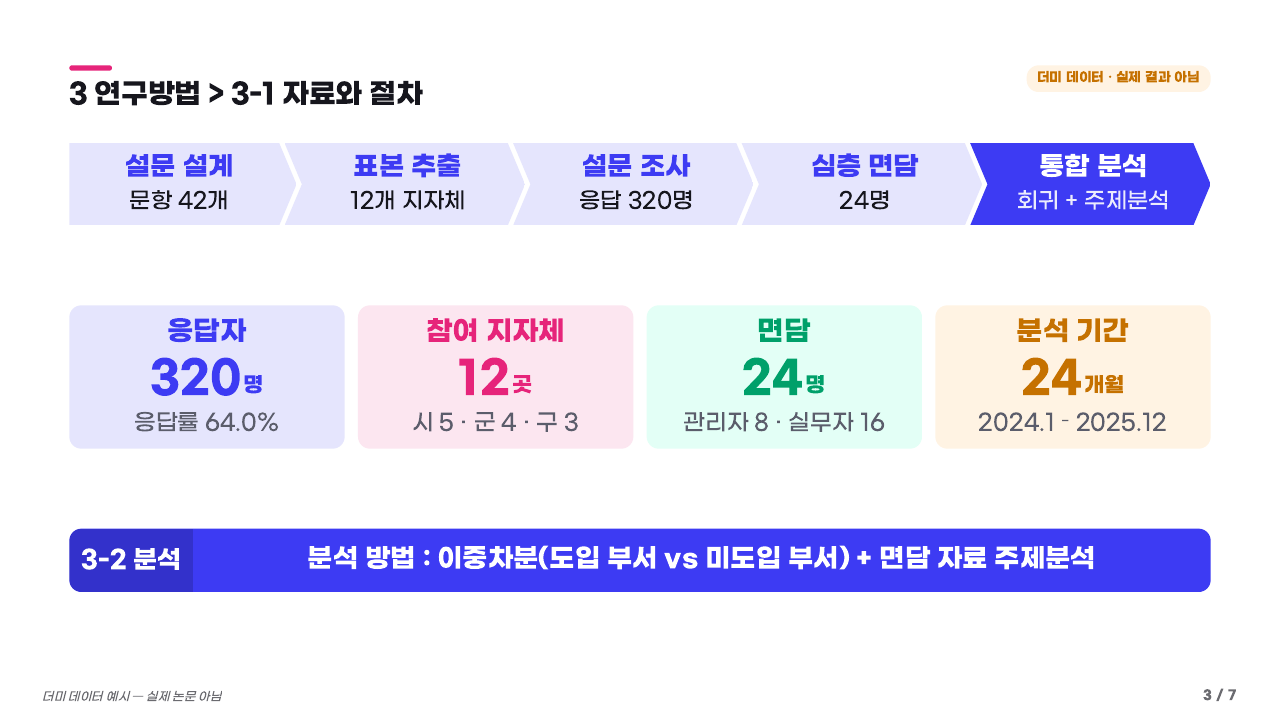 3 연구방법 > 3-1 자료와 절차
더미 데이터 · 실제 결과 아님
설문 설계
문항 42개
표본 추출
12개 지자체
설문 조사
응답 320명
심층 면담
24명
통합 분석
회귀 + 주제분석
응답자
320명
응답률 64.0%
참여 지자체
12곳
시 5 · 군 4 · 구 3
면담
24명
관리자 8 · 실무자 16
분석 기간
24개월
2024.1 - 2025.12
3-2 분석
분석 방법 : 이중차분(도입 부서 vs 미도입 부서) + 면담 자료 주제분석
더미 데이터 예시 — 실제 논문 아님
3 / 7